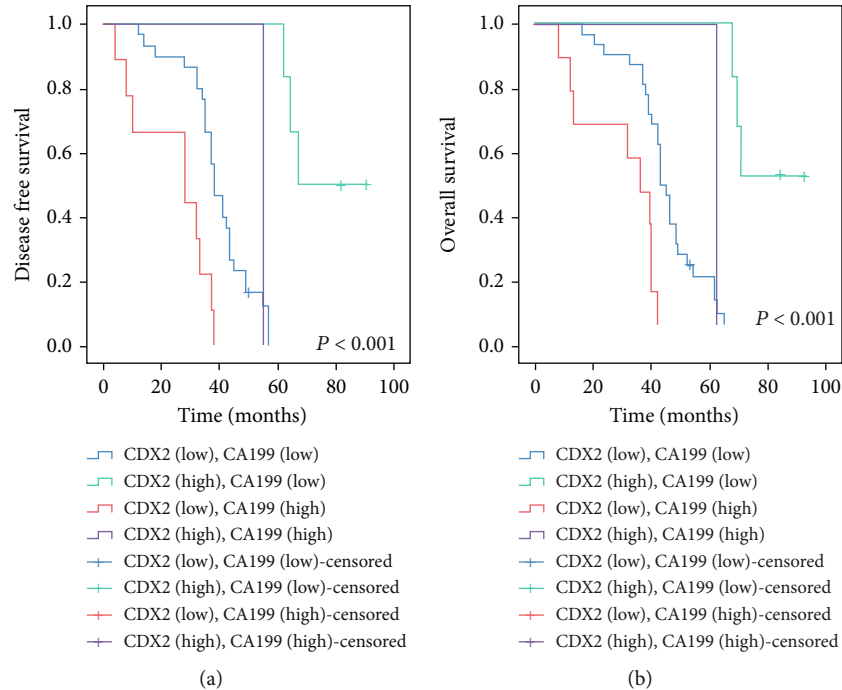 1.0
0.8
0.6
0.4
0.2
0.0
Disease free survival
P < 0.001
0 20 40 60 80 100
Time (months)
CDX2 (low), CA199 (low)
CDX2 (high), CA199 (low)
CDX2 (low), CA199 (high)
CDX2 (high), CA199 (high)
CDX2 (low), CA199 (low)-censored
CDX2 (high), CA199 (low)-censored
CDX2 (low), CA199 (high)-censored
CDX2 (high), CA199 (high)-censored
(a)
1.0
0.8
0.6
0.4
0.2
0.0
Overall survival
P < 0.001
0 20 40 60 80 100
Time (months)
CDX2 (low), CA199 (low)
CDX2 (high), CA199 (low)
CDX2 (low), CA199 (high)
CDX2 (high), CA199 (high)
CDX2 (low), CA199 (low)-censored
CDX2 (high), CA199 (low)-censored
CDX2 (low), CA199 (high)-censored
CDX2 (high), CA199 (high)-censored
(b)